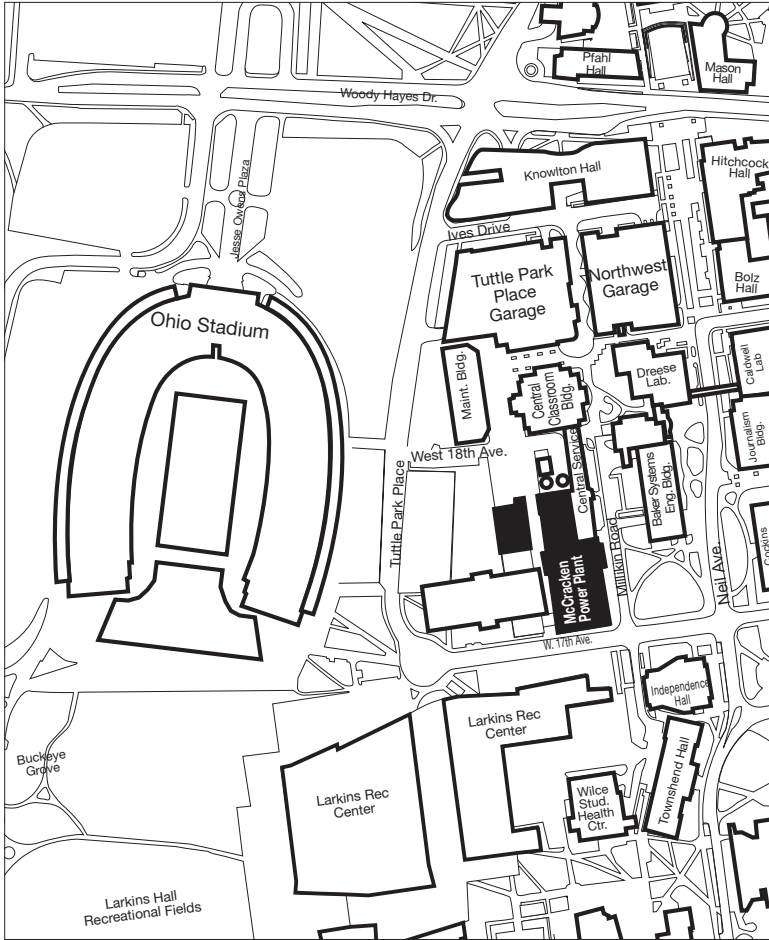 Pfahl
Hall
Mason
Hall
Woody Hayes Dr.
Knowlton Hall
Hitchcock
Hall
Jesse Owens Plaza
Ives Drive
Tuttle Park
Place
Garage
Northwest
Garage
Bolz
Hall
Ohio Stadium
Maint. Bldg.
Central
Classroom
Bldg.
Dreese
Lab.
Caldwell
Lab
Journalism
Bldg.
West 18th Ave.
Central Service
Baker Systems
Eng. Bldg.
Tuttle Park Place
Millikin Road
Neil Ave.
Cockins
McCracken
Power Plant
W. 17th Ave.
Independence
Hall
Larkins Rec
Center
Buckeye
Grove
Larkins Rec
Center
Wilce
Stud.
Health
Ctr.
Townshend Hall
Larkins Hall
Recreational Fields